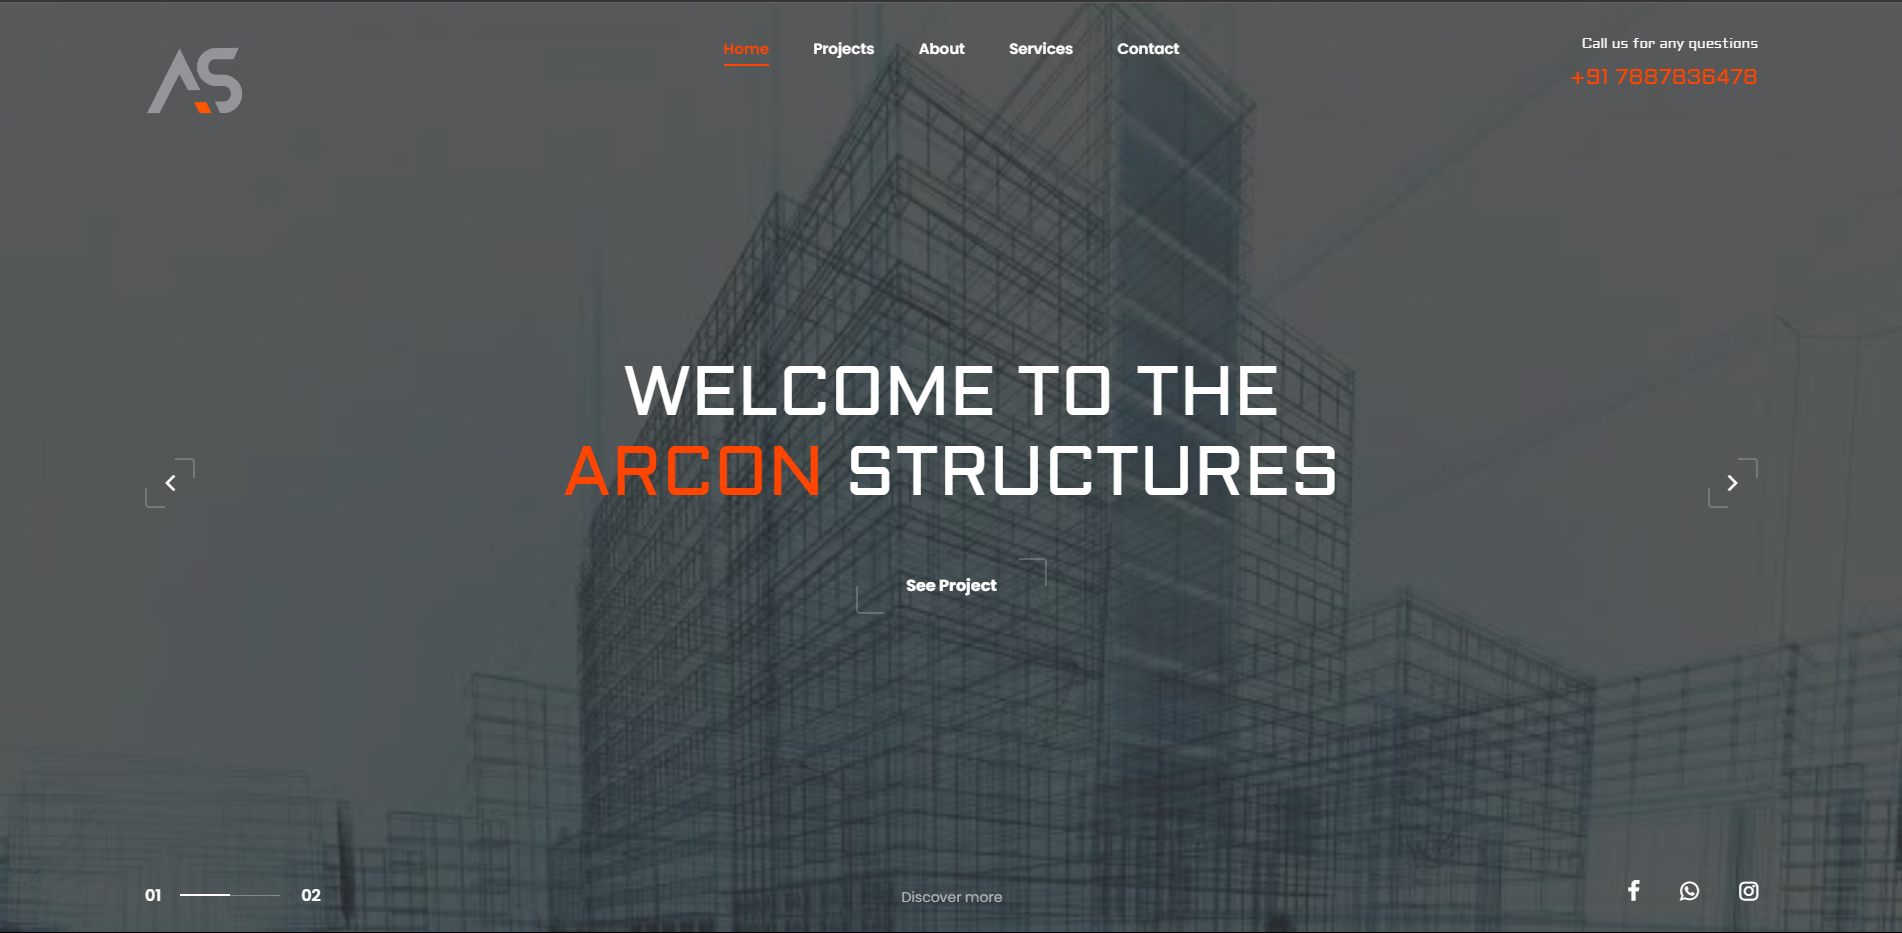 AS
Home
Projects
About
Services
Contact
Call us for any questions
+91 7887836478
WELCOME TO THE
ARCON STRUCTURES
See Project
01
02
Discover more